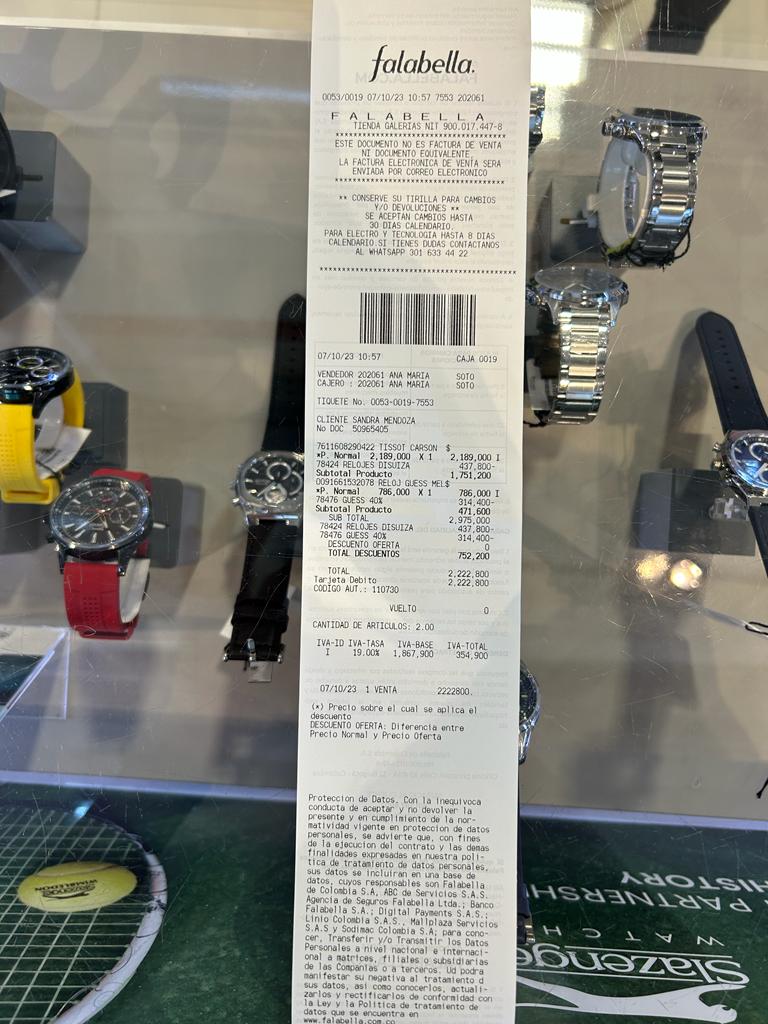 falabella.
0053/0019 07/10/23 10:57 7553 202061
F A L A B E L L A
TIENDA GALERIAS NIT 900.017.447-8
*********************************************
ESTE DOCUMENTO NO ES FACTURA DE VENTA
NI DOCUMENTO EQUIVALENTE,
LA FACTURA ELECTRONICA DE VENTA SERA
ENVIADA POR CORREO ELECTRONICO
*********************************************
** CONSERVE SU TIRILLA PARA CAMBIOS
Y/O DEVOLUCIONES **
SE ACEPTAN CAMBIOS HASTA
30 DIAS CALENDARIO.
PARA ELECTRO Y TECNOLOGIA HASTA 8 DIAS
CALENDARIO.SI TIENES DUDAS CONTACTANOS
AL WHATSAPP 301 633 44 22
*********************************************
07/10/23 10:57 CAJA 0019
VENDEDOR 202061 ANA MARIA SOTO
CAJERO : 202061 ANA MARIA SOTO
TIQUETE No. 0053-0019-7553
CLIENTE SANDRA MENDOZA
No DOC 50965405
7611608290422 TISSOT CARSON $
*P. Normal 2,189,000 X 1 2,189,000 I
78424 RELOJES DISUIZA 437,800-
Subtotal Producto 1,751,200
0091661532078 RELOJ GUESS MEL$
*P. Normal 786,000 X 1 786,000 I
78476 GUESS 40% 314,400-
Subtotal Producto 471,600
SUB TOTAL 2,975,000
78424 RELOJES DISUIZA 437,800-
78476 GUESS 40% 314,400-
DESCUENTO OFERTA 0
TOTAL DESCUENTOS 752,200
TOTAL 2,222,800
Tarjeta Debito 2,222,800
CODIGO AUT.: 110730
VUELTO 0
CANTIDAD DE ARTICULOS: 2.00
IVA-ID IVA-TASA IVA-BASE IVA-TOTAL
I 19.00% 1,867,900 354,900
07/10/23 1 VENTA 2222800.
(*) Precio sobre el cual se aplica el
descuento
DESCUENTO OFERTA: Diferencia entre
Precio Normal y Precio Oferta
Proteccion de Datos. Con la inequivoca
conducta de aceptar y no devolver la
presente y en cumplimiento de la nor-
matividad vigente en proteccion de datos
personales, se advierte que, con fines
de la ejecucion del contrato y las demas
finalidades expresadas en nuestra poli-
tica de tratamiento de datos personales,
sus datos se incluiran en una base de
datos, cuyos responsables son Falabella
de Colombia S.A, ABC de Servicios S.A.S.
Agencia de Seguros Falabella Ltda.; Banco
Falabella S.A.; Digital Payments S.A.S.;
Linio Colombia S.A.S., Mallplaza Servicios
S.A.S y Sodimac Colombia S.A; para cono-
cer, Transferir y/o Transmitir los Datos
Personales a nivel nacional e internaci-
onal a matrices, filiales o subsidiarias
de las Companias o a terceros. Ud podra
manifestar su negativa al tratamiento d
sus datos, asi como conocerlos, actuali-
zarlos y rectificarlos de conformidad con
la Ley y la Politica de tratamiento de
datos que se encuentra en
www.falabella.com.co
Slazenger
WIMBLEDON
PARTNERSH
HISTORY
WATCH
Slazenge